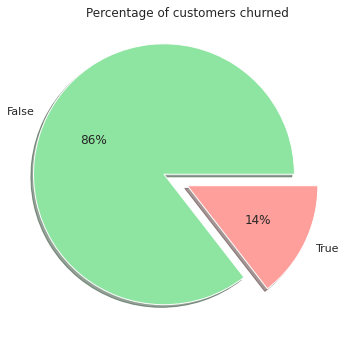 Percentage of customers churned
False
86%
14%
True